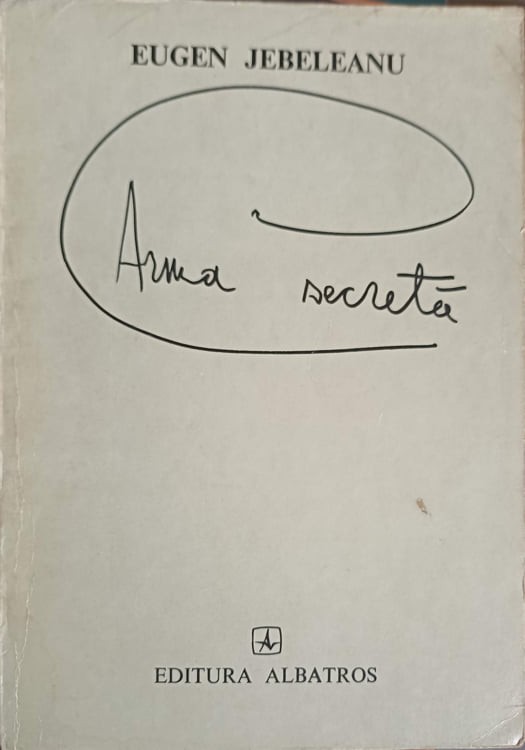 EUGEN JEBELEANU
Arma secretă
EDITURA ALBATROS